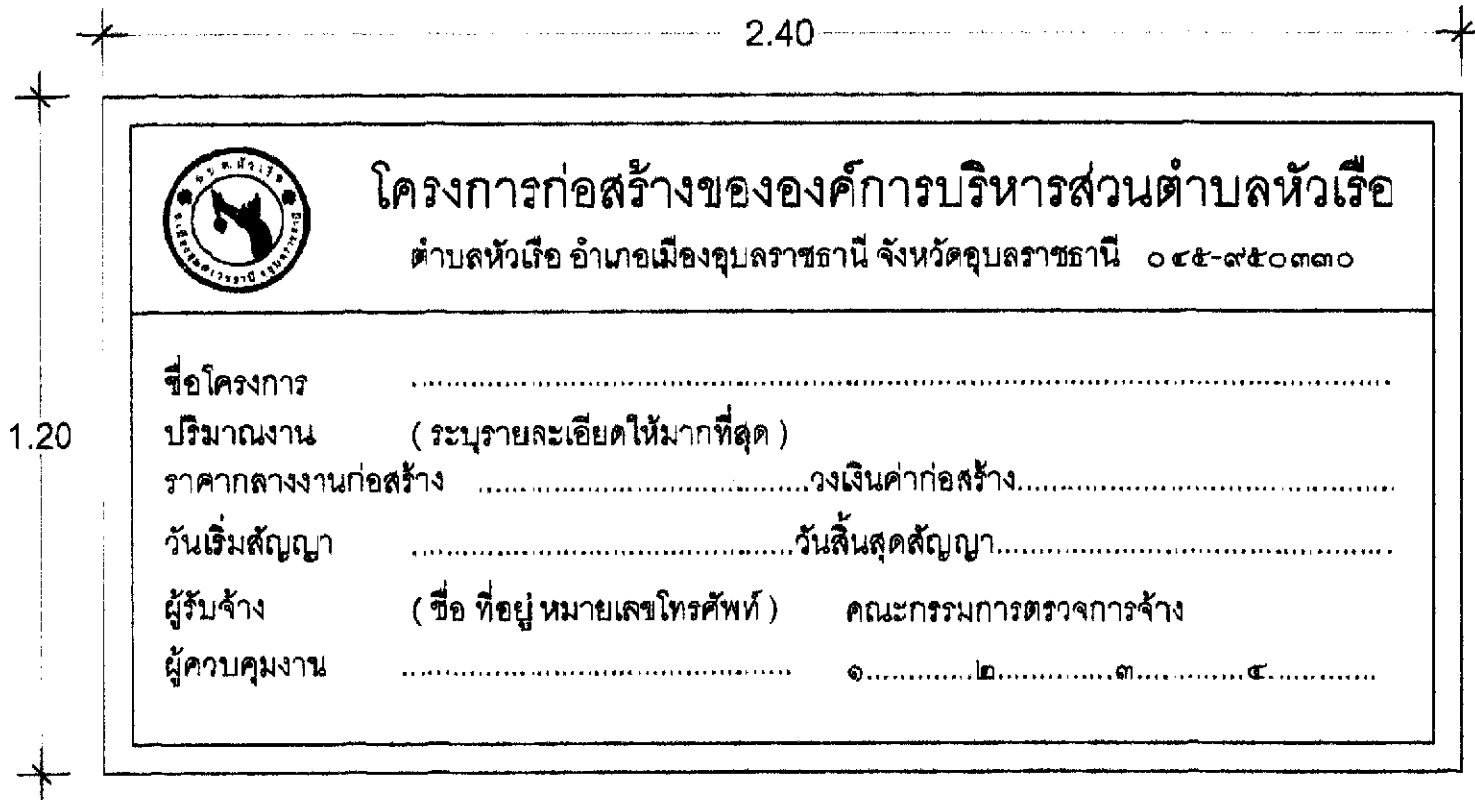 2.40
โครงการก่อสร้างขององค์การบริหารส่วนตำบลหัวเรือ
ตำบลหัวเรือ อำเภอเมืองอุบลราชธานี จังหวัดอุบลราชธานี ๐๔๕-๙๕๐๓๓๐
1.20
ชื่อโครงการ ........................................
ปริมาณงาน ( ระบุรายละเอียดให้มากที่สุด )
ราคากลางงานก่อสร้าง ....................วงเงินค่าก่อสร้าง....................
วันเริ่มสัญญา ....................วันสิ้นสุดสัญญา....................
ผู้รับจ้าง ( ชื่อ ที่อยู่ หมายเลขโทรศัพท์ ) คณะกรรมการตรวจการจ้าง
ผู้ควบคุมงาน .................... ๑.............๒.............๓.............๔.............